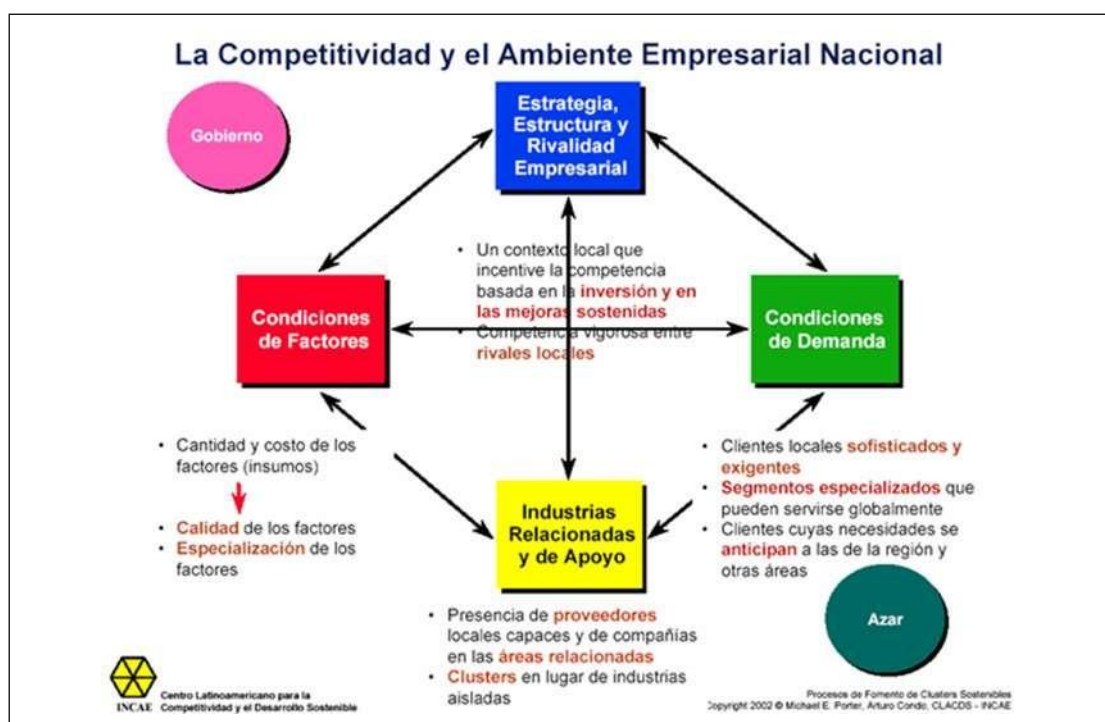 La Competitividad y el Ambiente Empresarial Nacional
Gobierno
Estrategia,
Estructura y
Rivalidad
Empresarial
• Un contexto local que
incentive la competencia
basada en la inversión y en
las mejoras sostenidas
• Competencia vigorosa entre
rivales locales
Condiciones
de Factores
Condiciones
de Demanda
• Cantidad y costo de los
factores (insumos)
• Calidad de los factores
• Especialización de los
factores
Industrias
Relacionadas
y de Apoyo
• Clientes locales sofisticados y
exigentes
• Segmentos especializados que
pueden servirse globalmente
• Clientes cuyas necesidades se
anticipan a las de la región y
otras áreas
Azar
• Presencia de proveedores
locales capaces y de compañías
en las áreas relacionadas
• Clusters en lugar de industrias
aisladas
INCAE
Centro Latinoamericano para la
Competitividad y el Desarrollo Sostenible
Procesos de Fomento de Clusters Sostenibles
Copyright 2002 © Michael E. Porter, Arturo Condo, CLACDS - INCAE